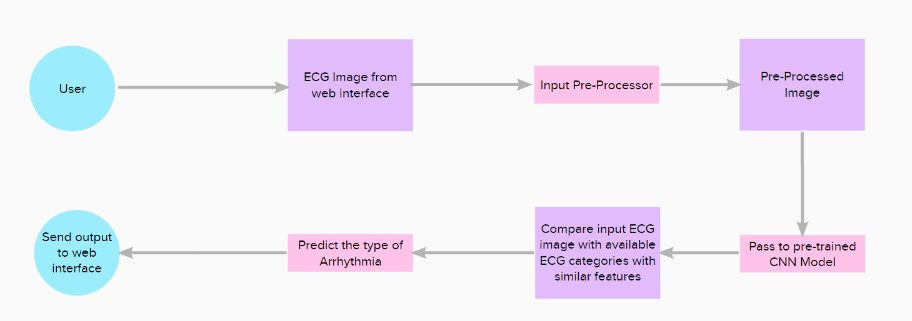 User
ECG Image from
web interface
Input Pre-Processor
Pre-Processed
Image
Pass to pre-trained
CNN Model
Compare input ECG
image with available
ECG categories with
similar features
Predict the type of
Arrhythmia
Send output
to web
interface